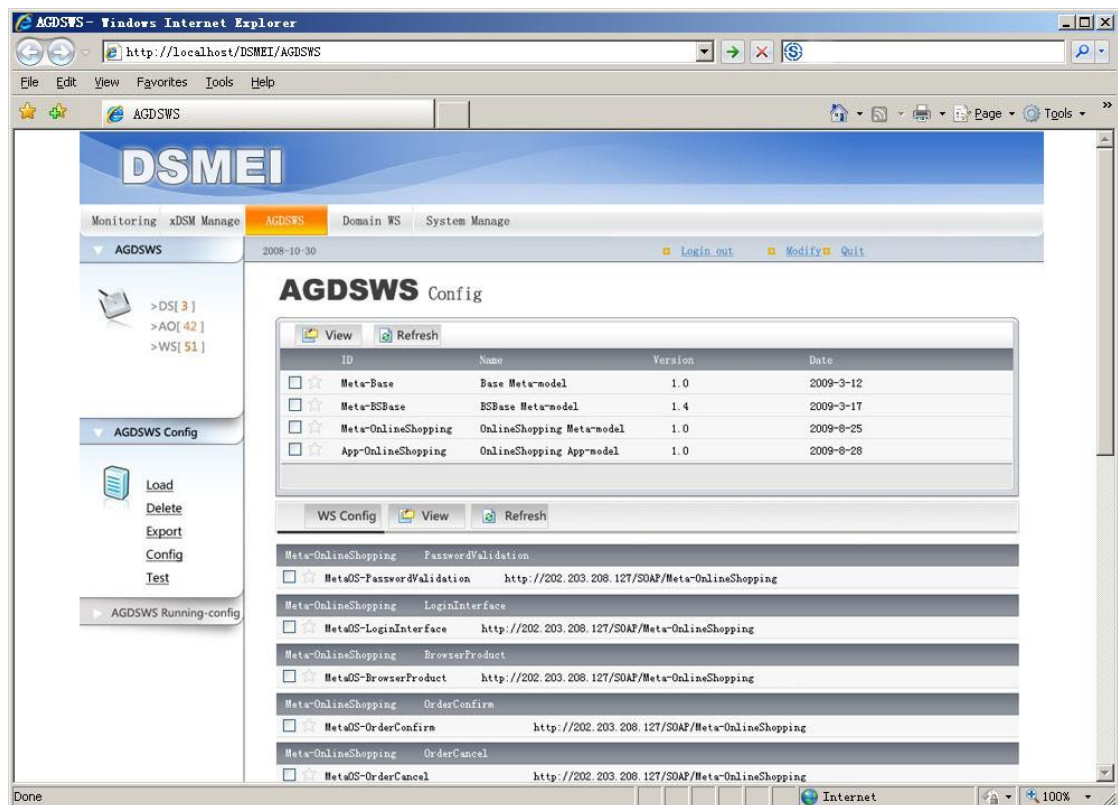 AGDSWS - Windows Internet Explorer
http://localhost/DSMEI/AGDSWS
File Edit View Favorites Tools Help
AGDSWS
Page Tools
DSMEI
Monitoring xDSM Manage AGDSWS Domain WS System Manage
AGDSWS
2008-10-30 Login out Modify Quit
>DS[ 3 ]
>AO[ 42 ]
>WS[ 51 ]
AGDSWS Config
Load
Delete
Export
Config
Test
AGDSWS Running-config
AGDSWS Config
View Refresh
ID Name Version Date
Meta-Base Base Meta-model 1.0 2009-3-12
Meta-BSBase BSBase Meta-model 1.4 2009-3-17
Meta-OnlineShopping OnlineShopping Meta-model 1.0 2009-8-25
App-OnlineShopping OnlineShopping App-model 1.0 2009-8-28
WS Config View Refresh
Meta-OnlineShopping PasswordValidation
MetaOS-PasswordValidation http://202.203.208.127/SOAP/Meta-OnlineShopping
Meta-OnlineShopping LoginInterface
MetaOS-LoginInterface http://202.203.208.127/SOAP/Meta-OnlineShopping
Meta-OnlineShopping BrowserProduct
MetaOS-BrowserProduct http://202.203.208.127/SOAP/Meta-OnlineShopping
Meta-OnlineShopping OrderConfirm
MetaOS-OrderConfirm http://202.203.208.127/SOAP/Meta-OnlineShopping
Meta-OnlineShopping OrderCancel
MetaOS-OrderCancel http://202.203.208.127/SOAP/Meta-OnlineShopping
Done Internet 100%